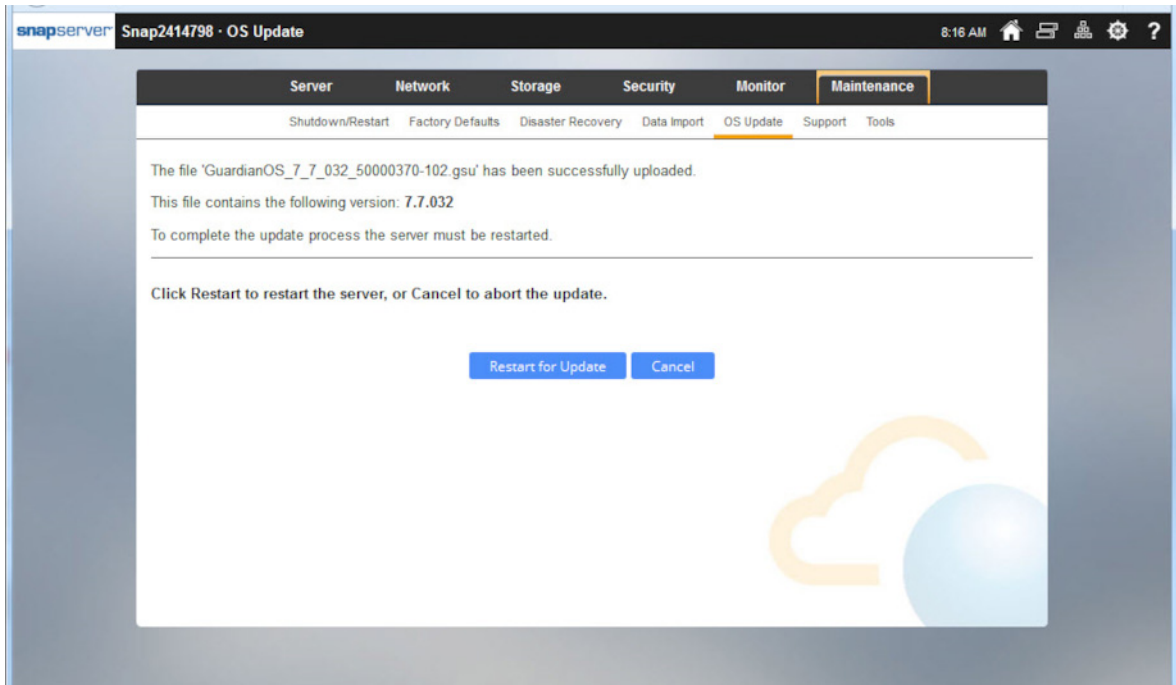 snapserver Snap2414798 · OS Update 8:16 AM ?
Server Network Storage Security Monitor Maintenance
Shutdown/Restart Factory Defaults Disaster Recovery Data Import OS Update Support Tools
The file 'GuardianOS_7_7_032_50000370-102.gsu' has been successfully uploaded.
This file contains the following version: 7.7.032
To complete the update process the server must be restarted.
Click Restart to restart the server, or Cancel to abort the update.
Restart for Update Cancel